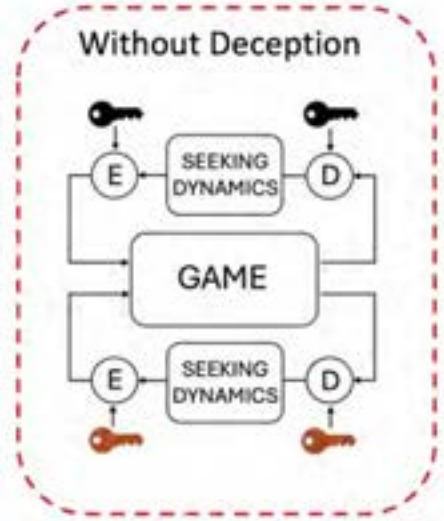 Without Deception
E
SEEKING
DYNAMICS
D
GAME
E
SEEKING
DYNAMICS
D